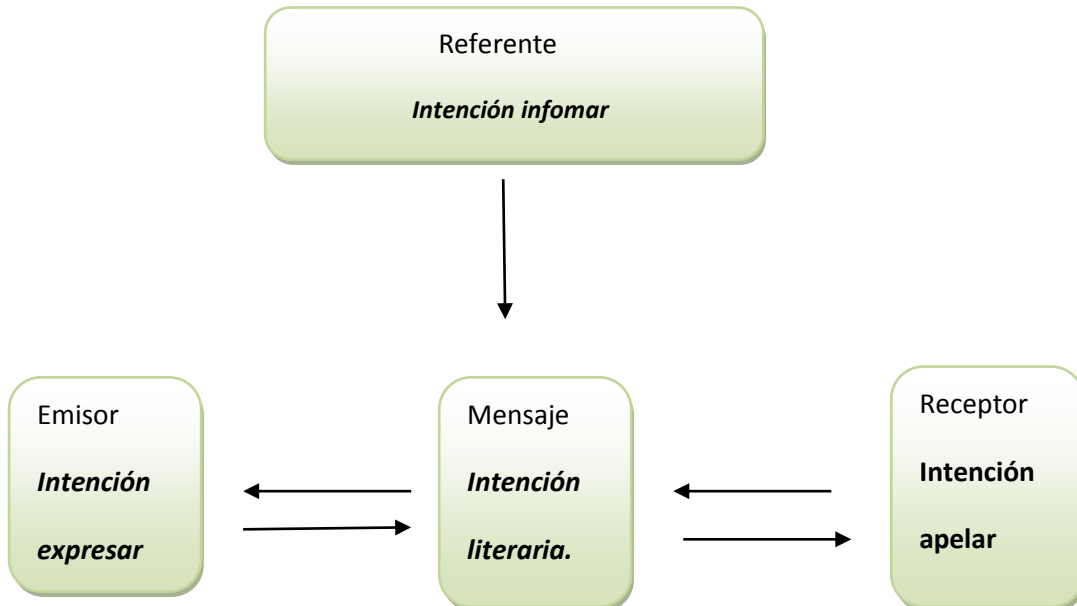 Referente
Intención infomar
Emisor
Intención
expresar
Mensaje
Intención
literaria.
Receptor
Intención
apelar